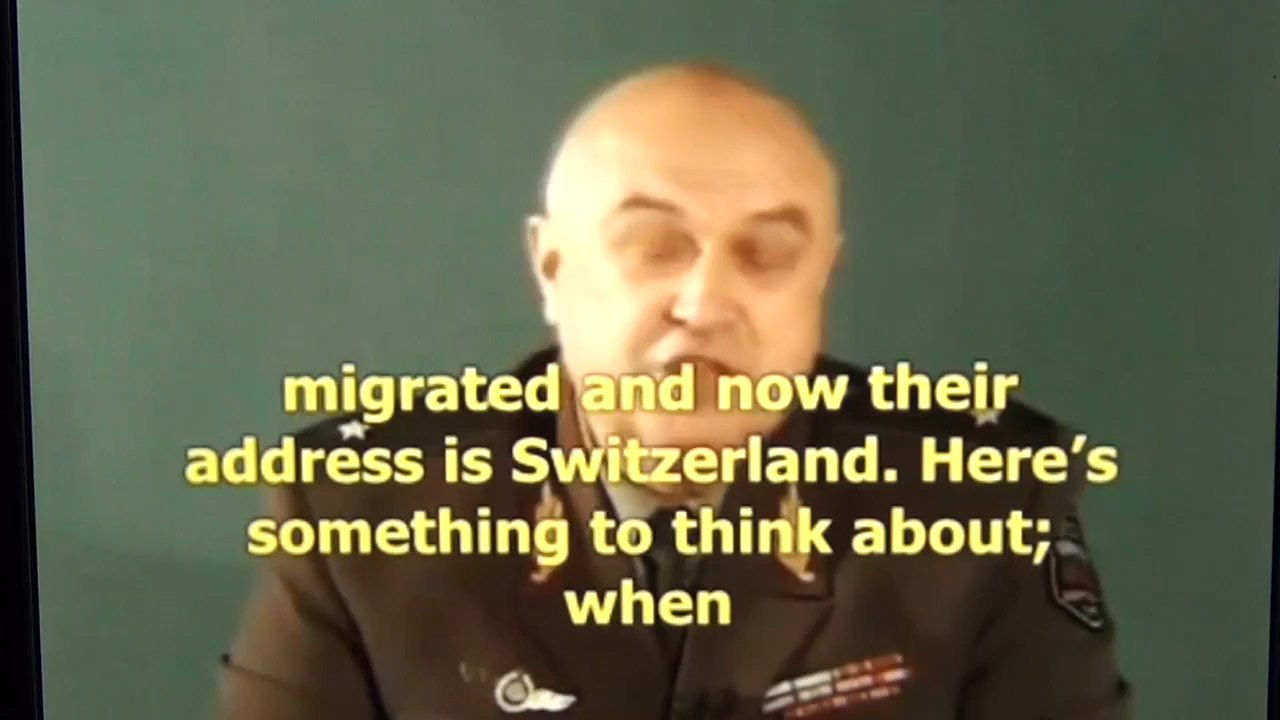 migrated and now their
address is Switzerland. Here’s
something to think about;
when